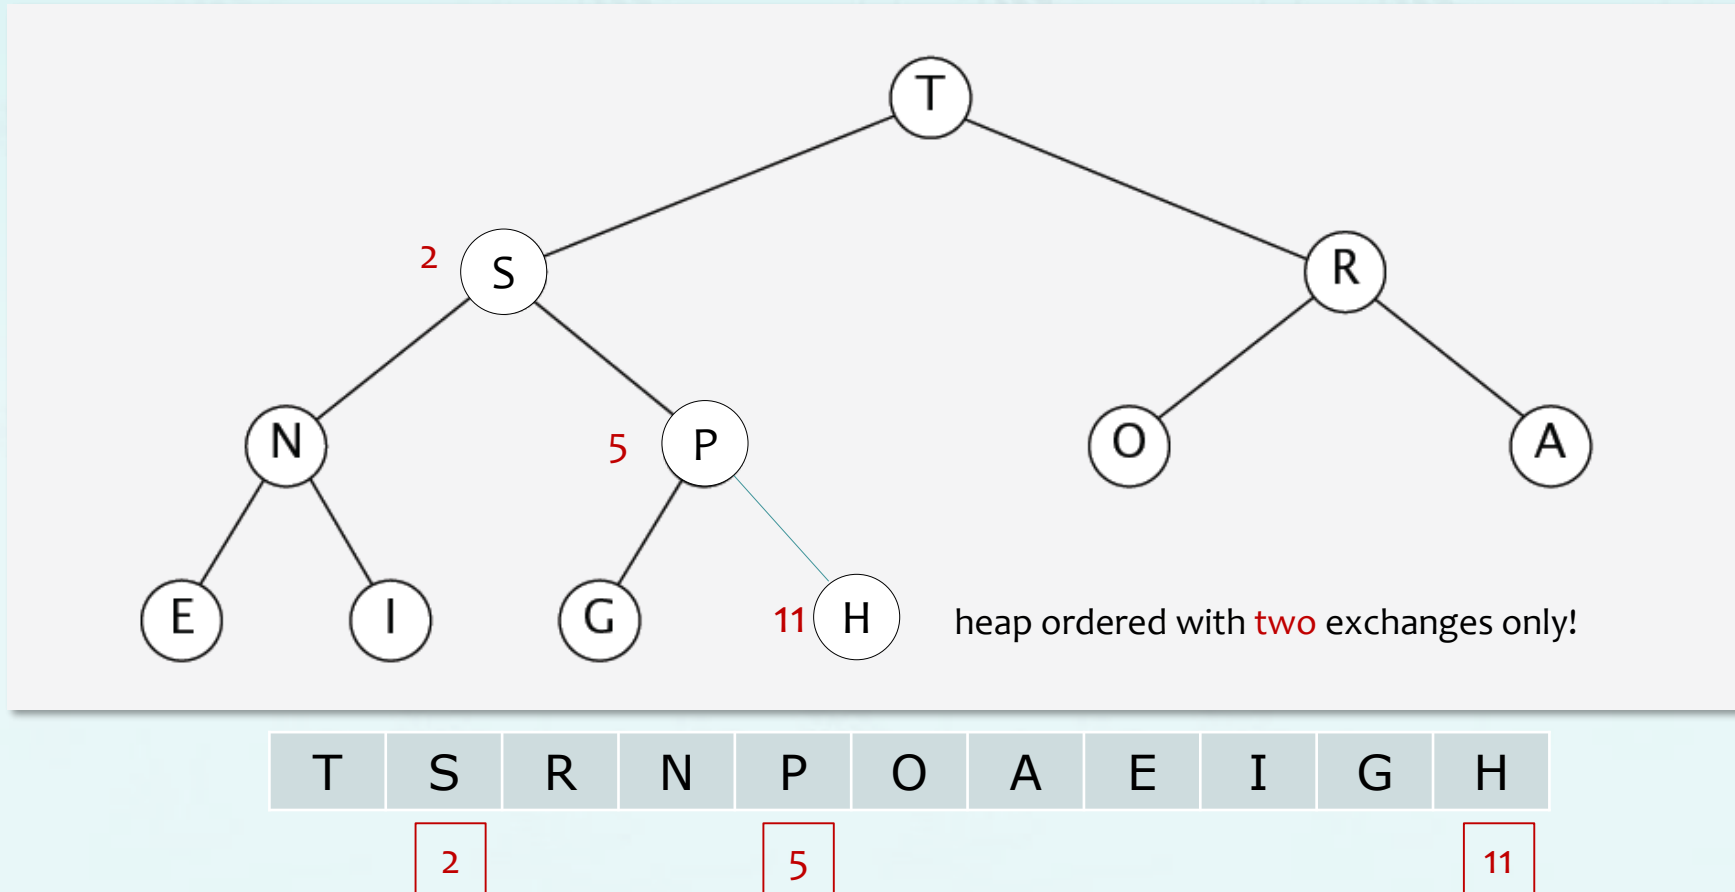 T
2 S R
N 5 P O A
E I G 11 H heap ordered with two exchanges only!
T S R N P O A E I G H
2 5 11